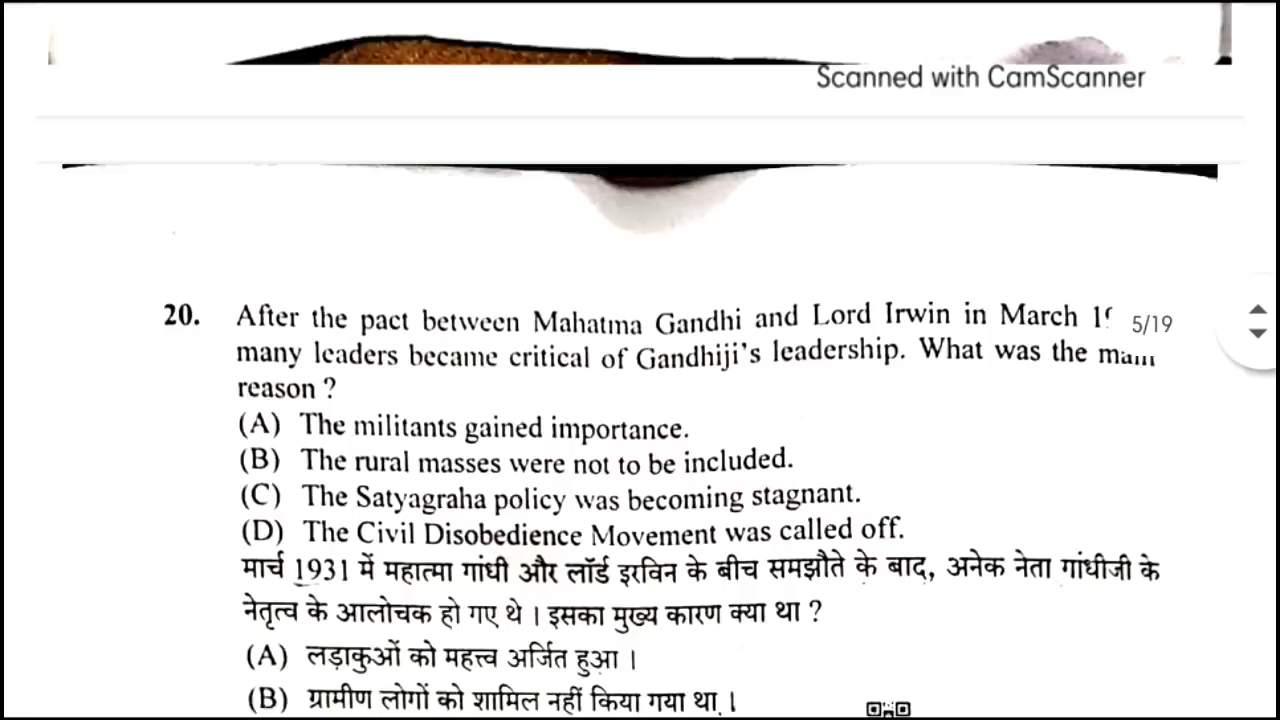 Scanned with CamScanner
20. After the pact between Mahatma Gandhi and Lord Irwin in March 5/19
many leaders became critical of Gandhiji's leadership. What was the main
reason ?
(A) The militants gained importance.
(B) The rural masses were not to be included.
(C) The Satyagraha policy was becoming stagnant.
(D) The Civil Disobedience Movement was called off.
मार्च 1931 में महात्मा गांधी और लॉर्ड इरविन के बीच समझौते के बाद, अनेक नेता गांधीजी के
नेतृत्व के आलोचक हो गए थे । इसका मुख्य कारण क्या था ?
(A) लड़ाकुओं को महत्त्व अर्जित हुआ ।
(B) ग्रामीण लोगों को शामिल नहीं किया गया था ।